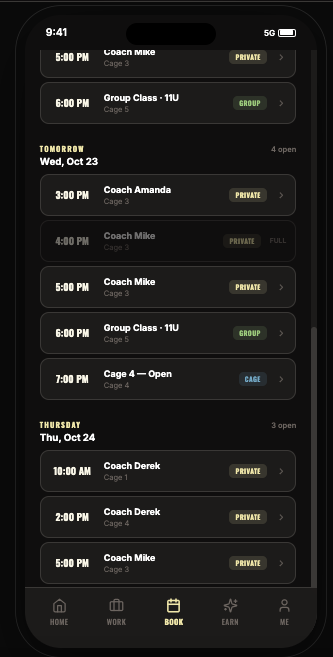 9:41
5G
5:00 PM
Coach Mike
Cage 3
PRIVATE
6:00 PM
Group Class · 11U
Cage 5
GROUP
TOMORROW
4 open
Wed, Oct 23
3:00 PM
Coach Amanda
Cage 3
PRIVATE
4:00 PM
Coach Mike
Cage 3
PRIVATE
FULL
5:00 PM
Coach Mike
Cage 3
PRIVATE
6:00 PM
Group Class · 11U
Cage 5
GROUP
7:00 PM
Cage 4 — Open
Cage 4
CAGE
THURSDAY
3 open
Thu, Oct 24
10:00 AM
Coach Derek
Cage 1
PRIVATE
2:00 PM
Coach Derek
Cage 4
PRIVATE
5:00 PM
Coach Mike
Cage 3
PRIVATE
HOME
WORK
BOOK
EARN
ME